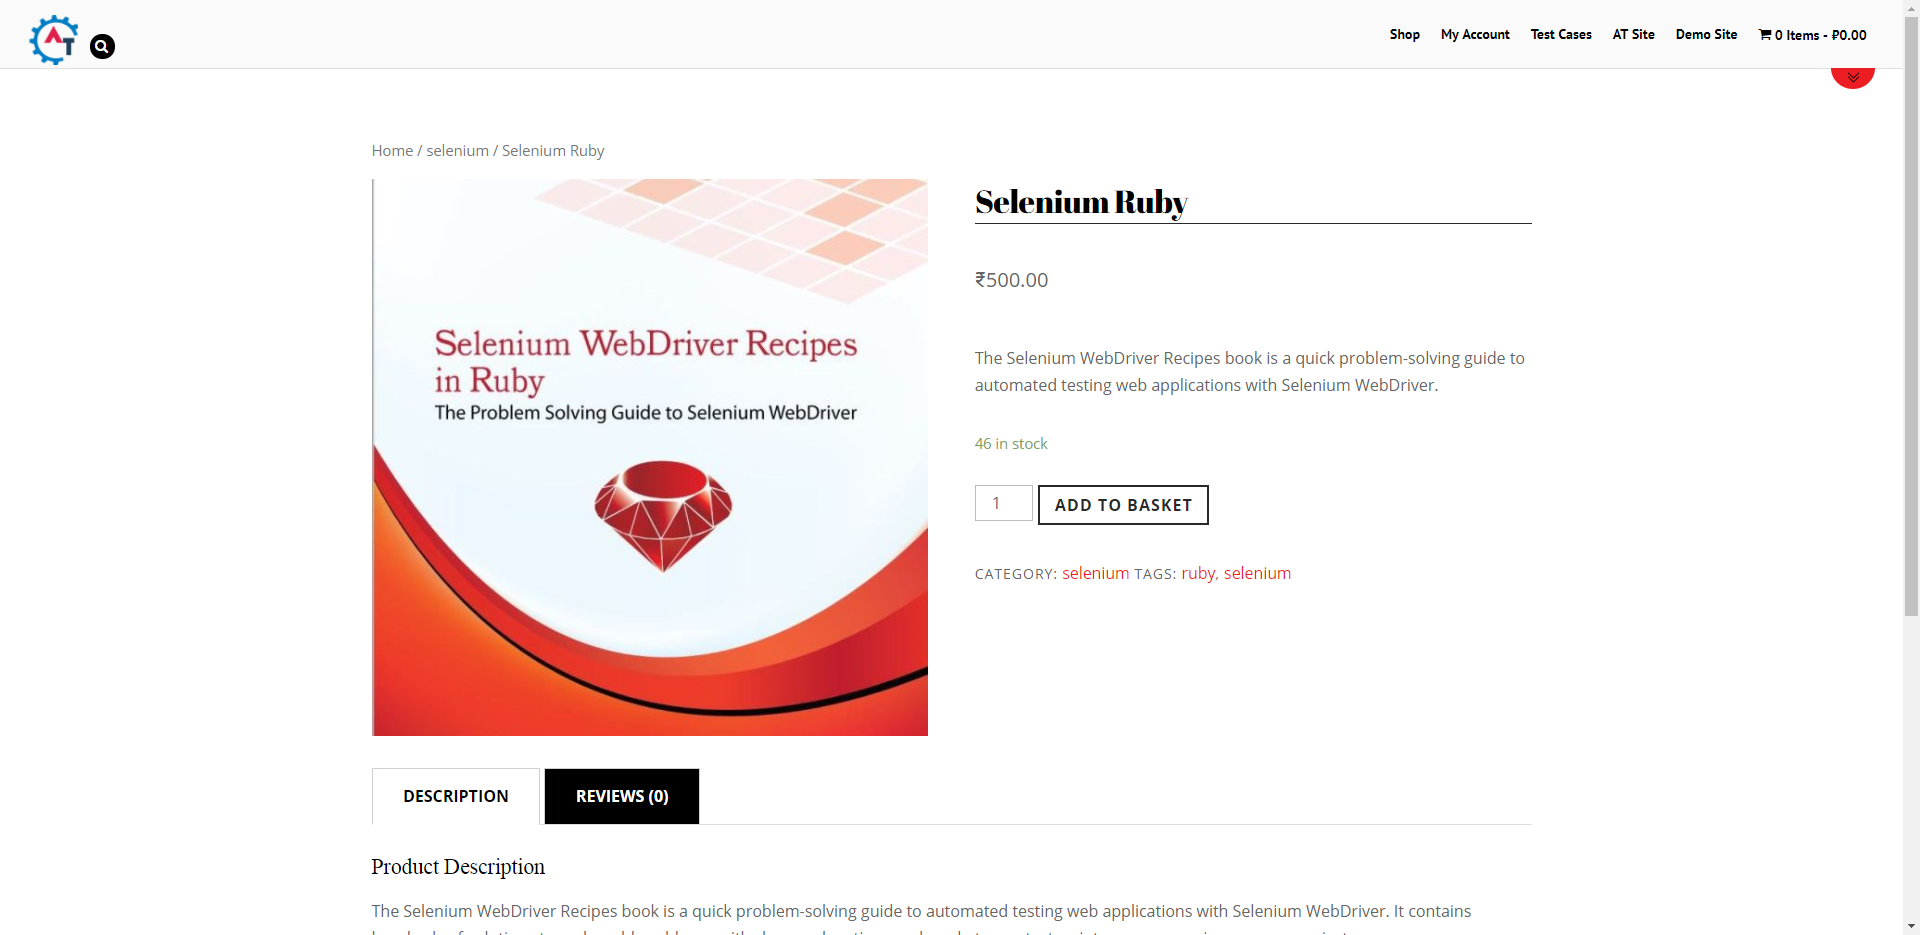 AT
Shop My Account Test Cases AT Site Demo Site 0 Items - ₽0.00
Home / selenium / Selenium Ruby
Selenium WebDriver Recipes
in Ruby
The Problem Solving Guide to Selenium WebDriver
Selenium Ruby
₹500.00
The Selenium WebDriver Recipes book is a quick problem-solving guide to
automated testing web applications with Selenium WebDriver.
46 in stock
1 ADD TO BASKET
CATEGORY: selenium TAGS: ruby, selenium
DESCRIPTION REVIEWS (0)
Product Description
The Selenium WebDriver Recipes book is a quick problem-solving guide to automated testing web applications with Selenium WebDriver. It contains